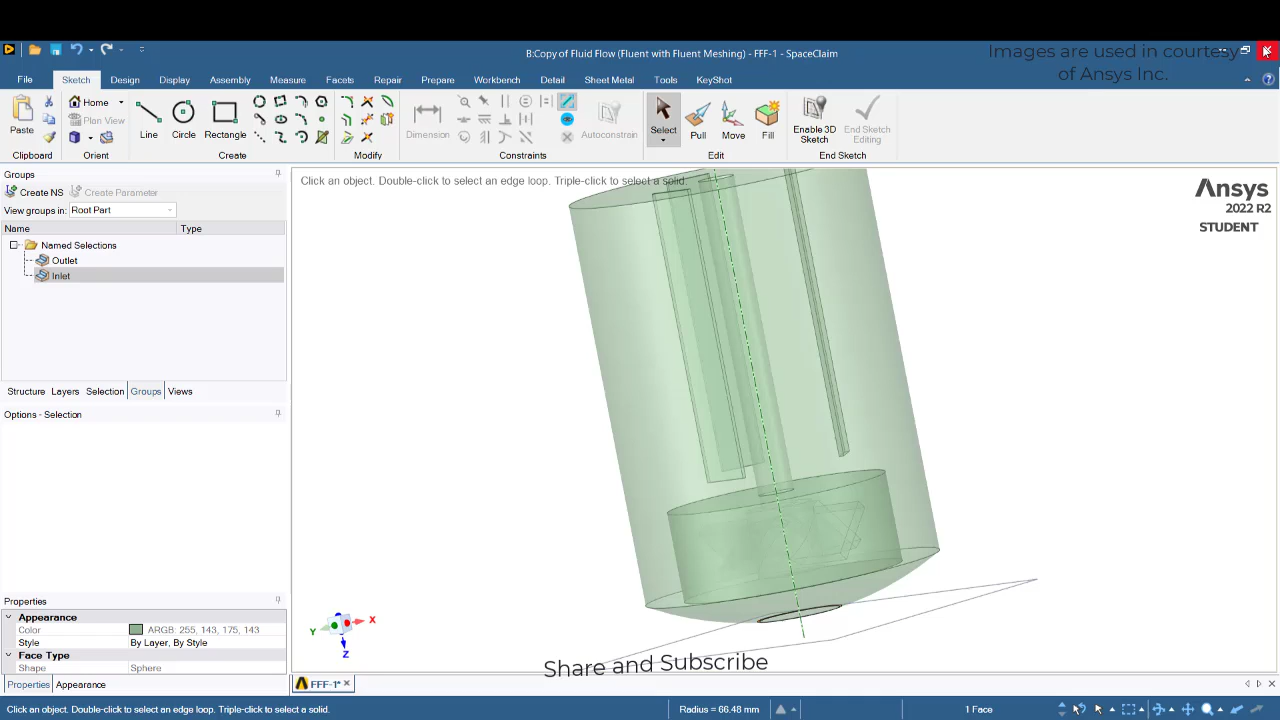 B:Copy of Fluid Flow (Fluent with Fluent Meshing) - FFF-1 - SpaceClaim
Images are used in courtesy
of Ansys Inc.
File
Sketch
Design
Display
Assembly
Measure
Facets
Repair
Prepare
Workbench
Detail
Sheet Metal
Tools
KeyShot
Paste
Home
Plan View
Line
Circle
Rectangle
Dimension
Autoconstrain
Select
Pull
Move
Fill
Enable 3D
Sketch
End Sketch
Editing
Clipboard
Orient
Create
Modify
Constraints
Edit
End Sketch
Groups
Create NS
Create Parameter
View groups in: Root Part
Name
Type
Named Selections
Outlet
Inlet
Structure
Layers
Selection
Groups
Views
Options - Selection
Properties
Appearance
Color
ARGB: 255, 143, 175, 143
Style
By Layer, By Style
Face Type
Shape
Sphere
Properties
Appearance
Click an object. Double-click to select an edge loop. Triple-click to select a solid.
Ansys
2022 R2
STUDENT
X
Y
Z
Share and Subscribe
FFF-1*
Click an object. Double-click to select an edge loop. Triple-click to select a solid.
Radius = 66.48 mm
1 Face